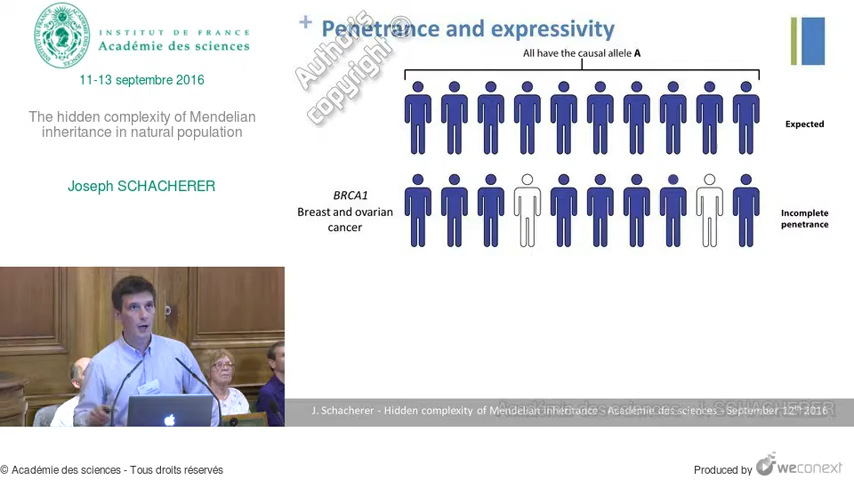 INSTITUT DE FRANCE
Académie des sciences
11-13 septembre 2016
The hidden complexity of Mendelian
inheritance in natural population
Joseph SCHACHERER
+ Penetrance and expressivity
Author's
copyright ©
All have the causal allele A
Expected
BRCA1
Breast and ovarian
cancer
Incomplete
penetrance
J. Schacherer - Hidden complexity of Mendelian inheritance - Académie des sciences - September 12th 2016
© Académie des sciences - Tous droits réservés
Produced by weconext